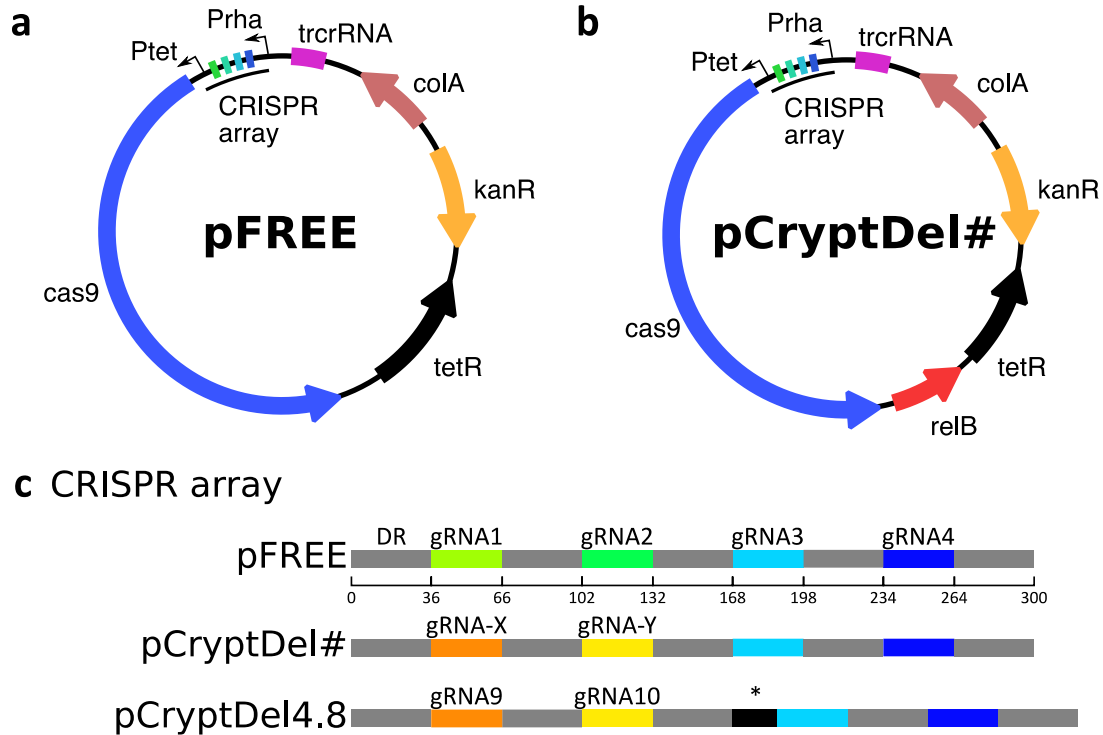 a
Prha
Ptet
trcrRNA
colA
CRISPR
array
kanR
pFREE
cas9
tetR
b
Prha
Ptet
trcrRNA
colA
CRISPR
array
kanR
pCryptDel#
cas9
tetR
relB
c CRISPR array
DR gRNA1 gRNA2 gRNA3 gRNA4
pFREE
0 36 66 102 132 168 198 234 264 300
gRNA-X gRNA-Y
pCryptDel#
gRNA9 gRNA10 *
pCryptDel4.8